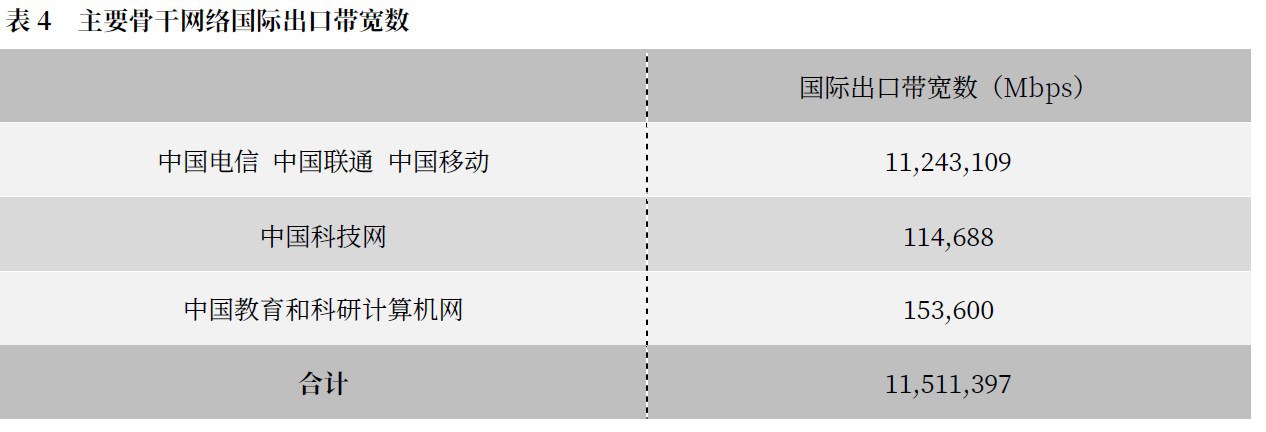 表 4 主要骨干网络国际出口带宽数
国际出口带宽数（Mbps）
中国电信 中国联通 中国移动 11,243,109
中国科技网 114,688
中国教育和科研计算机网 153,600
合计 11,511,397